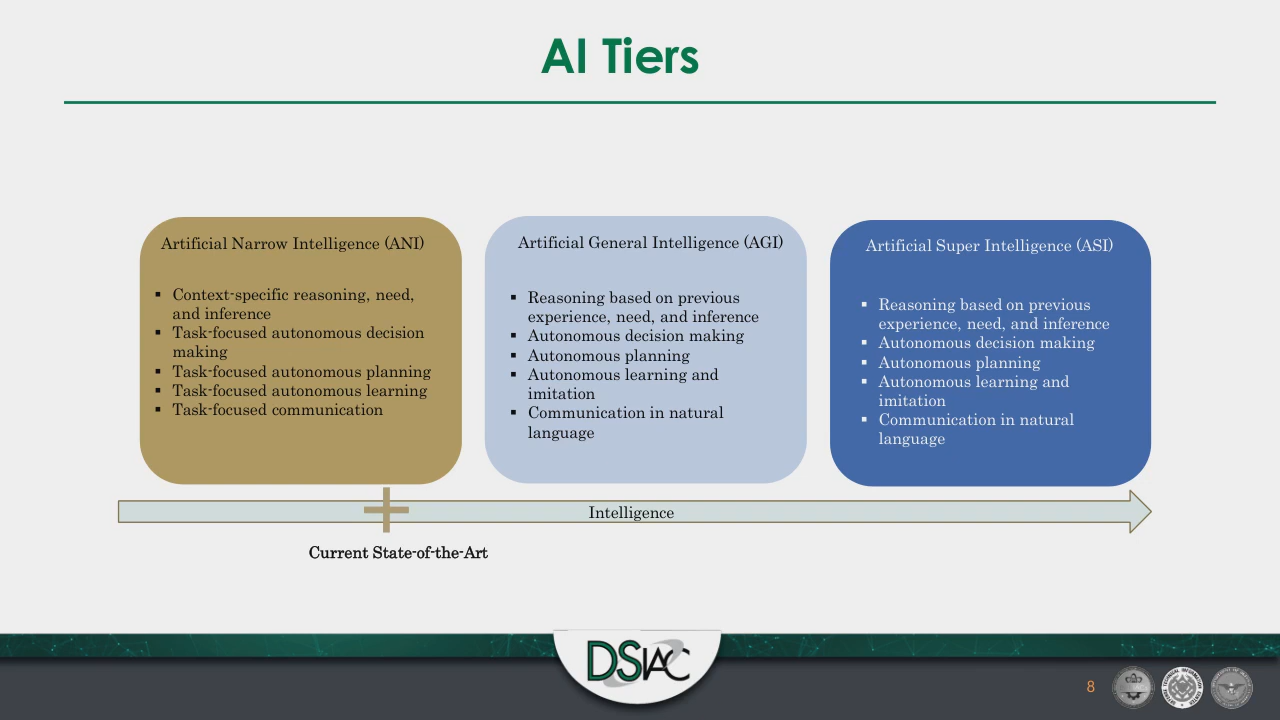 AI Tiers
Artificial Narrow Intelligence (ANI)
▪ Context-specific reasoning, need,
and inference
▪ Task-focused autonomous decision
making
▪ Task-focused autonomous planning
▪ Task-focused autonomous learning
▪ Task-focused communication
Artificial General Intelligence (AGI)
▪ Reasoning based on previous
experience, need, and inference
▪ Autonomous decision making
▪ Autonomous planning
▪ Autonomous learning and
imitation
▪ Communication in natural
language
Artificial Super Intelligence (ASI)
▪ Reasoning based on previous
experience, need, and inference
▪ Autonomous decision making
▪ Autonomous planning
▪ Autonomous learning and
imitation
▪ Communication in natural
language
Intelligence
Current State-of-the-Art
DSIAC
8